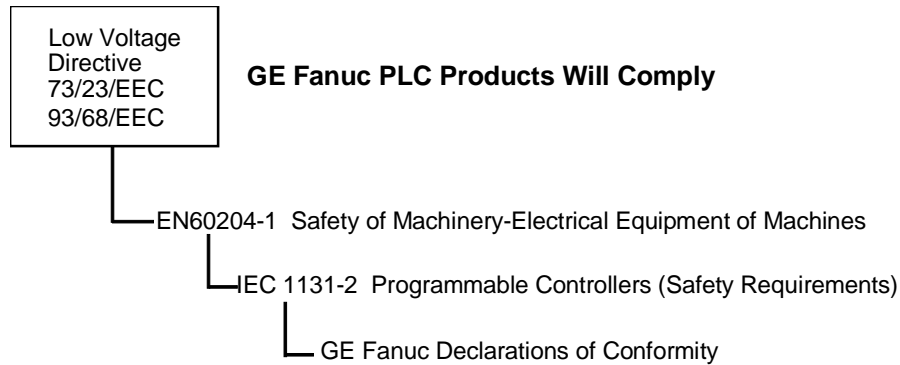 Low Voltage
Directive
73/23/EEC
93/68/EEC
GE Fanuc PLC Products Will Comply
EN60204-1 Safety of Machinery-Electrical Equipment of Machines
IEC 1131-2 Programmable Controllers (Safety Requirements)
GE Fanuc Declarations of Conformity